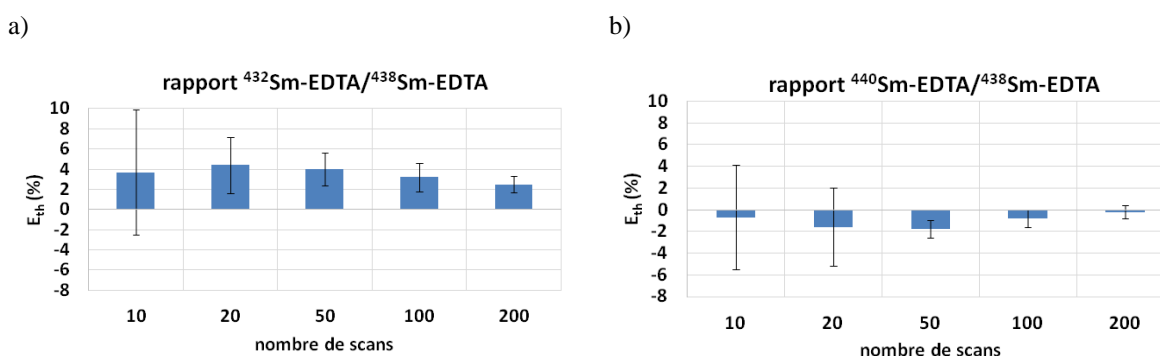 a)
rapport ⁴³²Sm-EDTA/⁴³⁸Sm-EDTA
Eth (%)
10
8
6
4
2
0
-2
-4
-6
-8
10 20 50 100 200
nombre de scans
b)
rapport ⁴⁴⁰Sm-EDTA/⁴³⁸Sm-EDTA
Eth (%)
10
8
6
4
2
0
-2
-4
-6
-8
10 20 50 100 200
nombre de scans